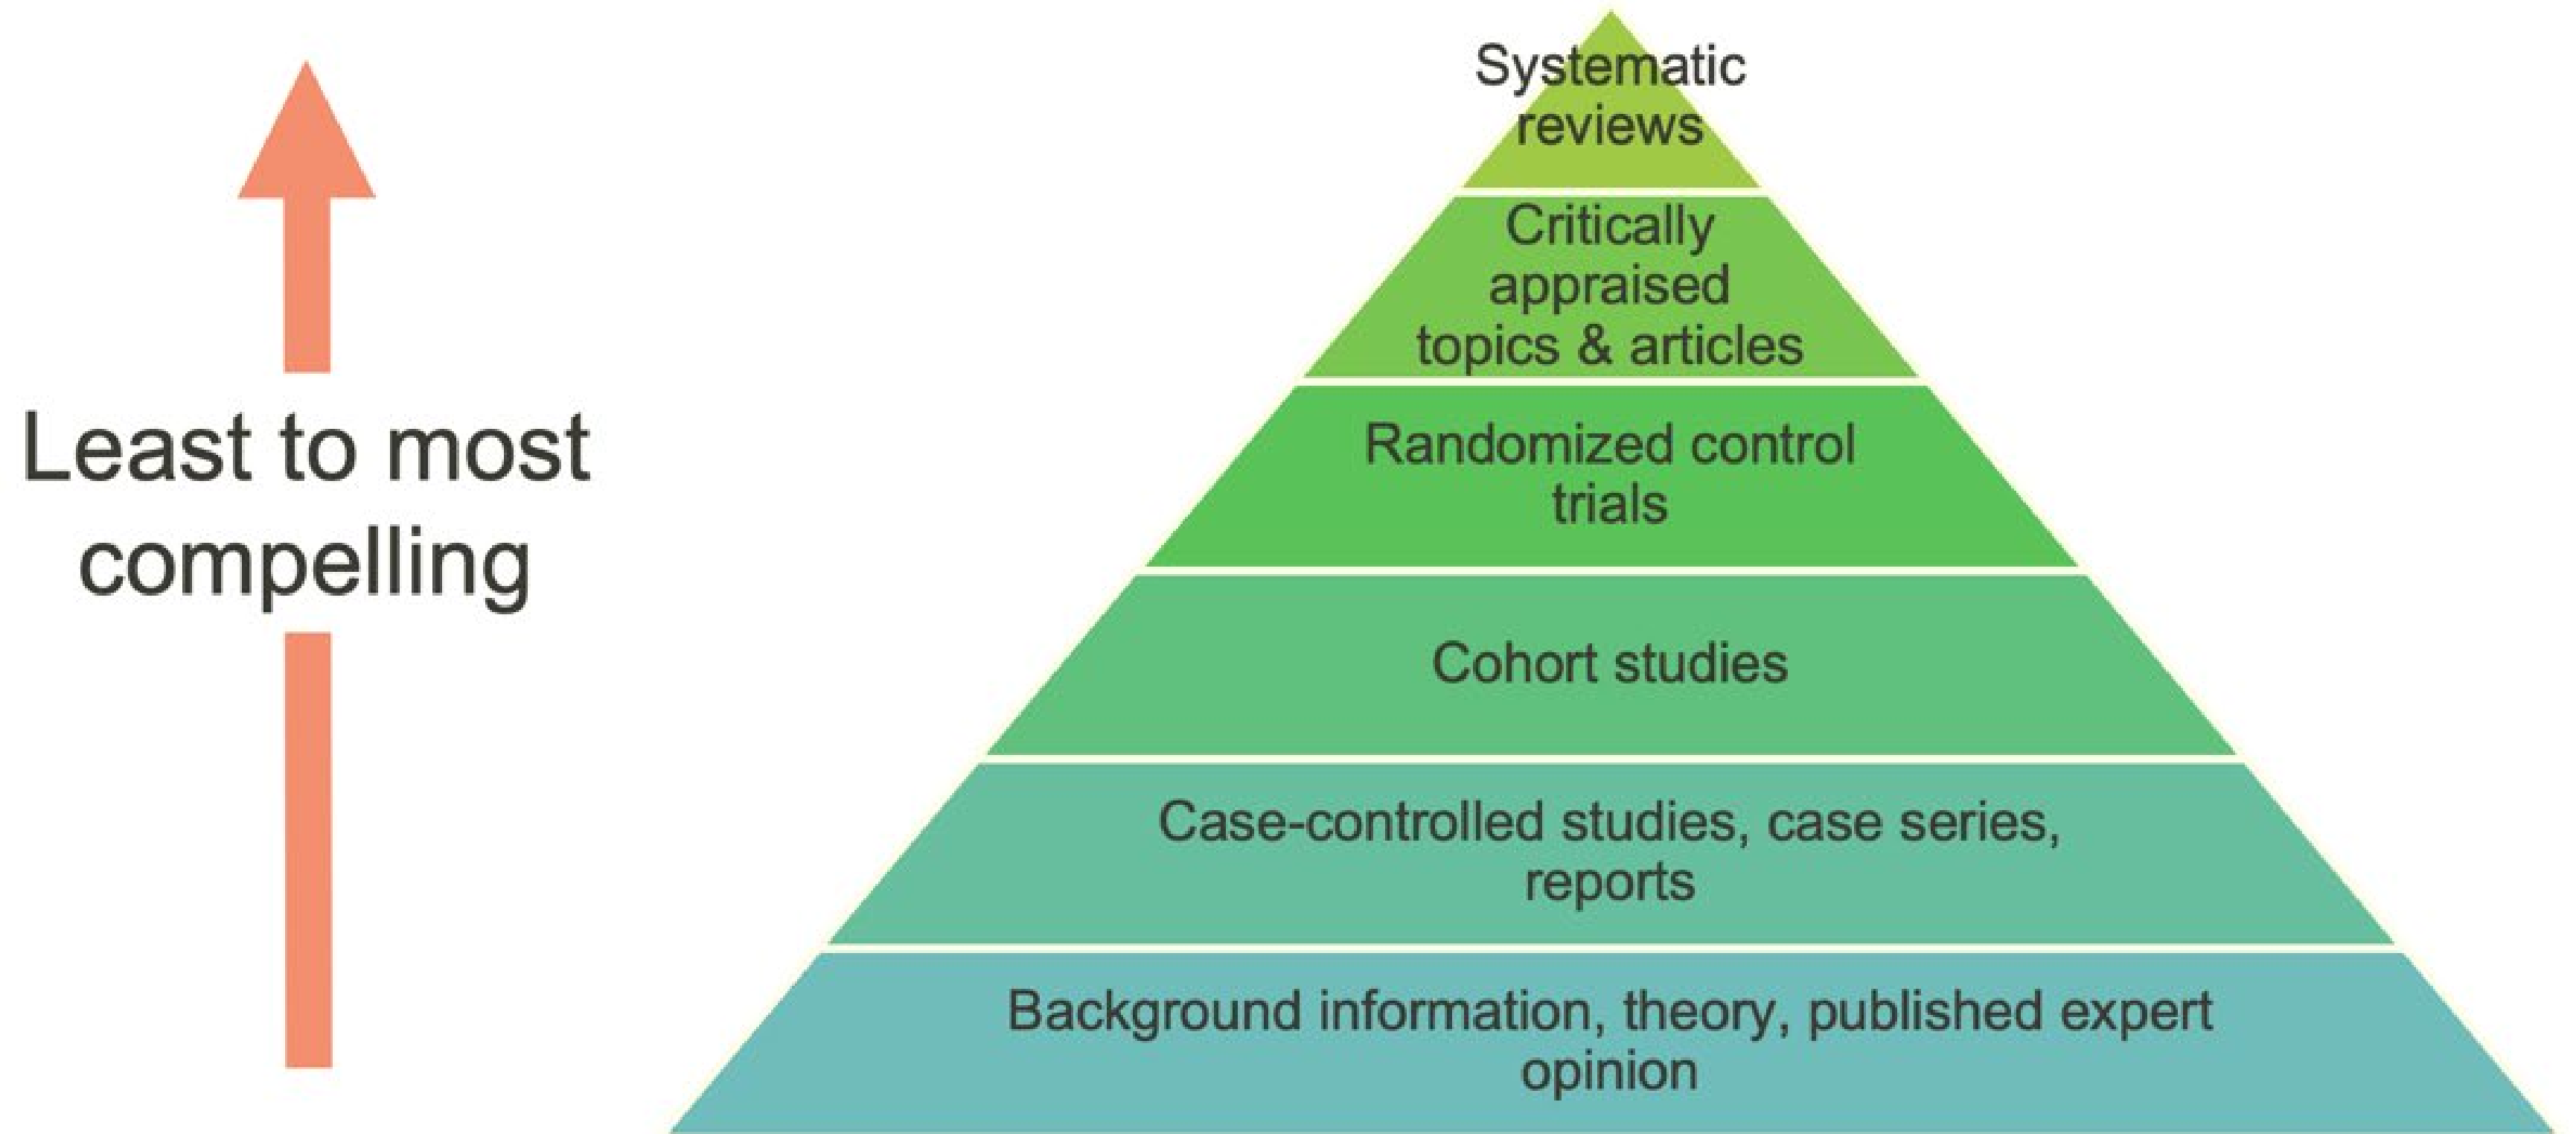 Least to most
compelling
Systematic
reviews
Critically
appraised
topics & articles
Randomized control
trials
Cohort studies
Case-controlled studies, case series,
reports
Background information, theory, published expert
opinion